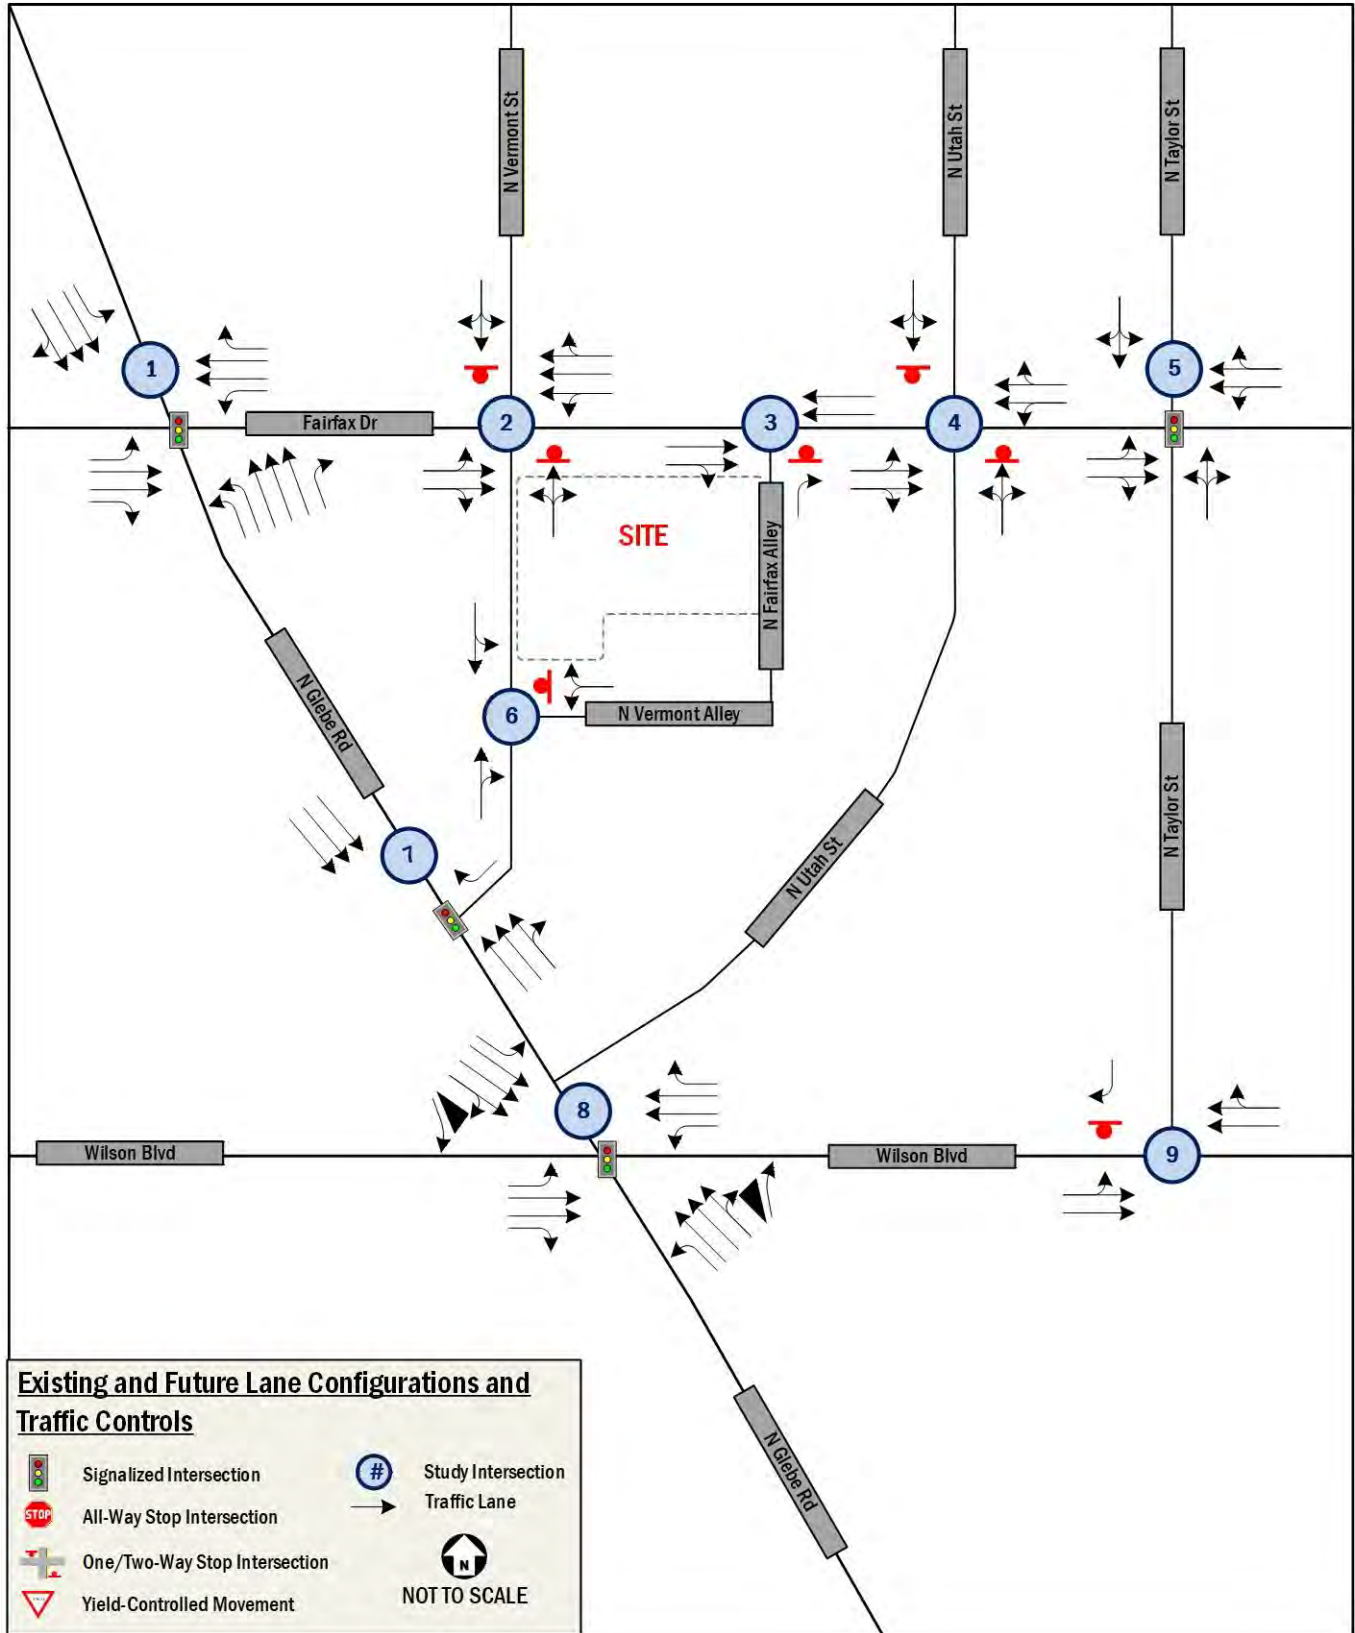 N Vermont St
N Utah St
N Taylor St
1
5
Fairfax Dr
2
3
4
SITE
N Fairfax Alley
N Glebe Rd
6
N Vermont Alley
7
N Utah St
N Taylor St
8
Wilson Blvd
Wilson Blvd
9
N Glebe Rd
Existing and Future Lane Configurations and
Traffic Controls
Signalized Intersection
# Study Intersection
Traffic Lane
STOP All-Way Stop Intersection
One/Two-Way Stop Intersection
N
NOT TO SCALE
Yield-Controlled Movement